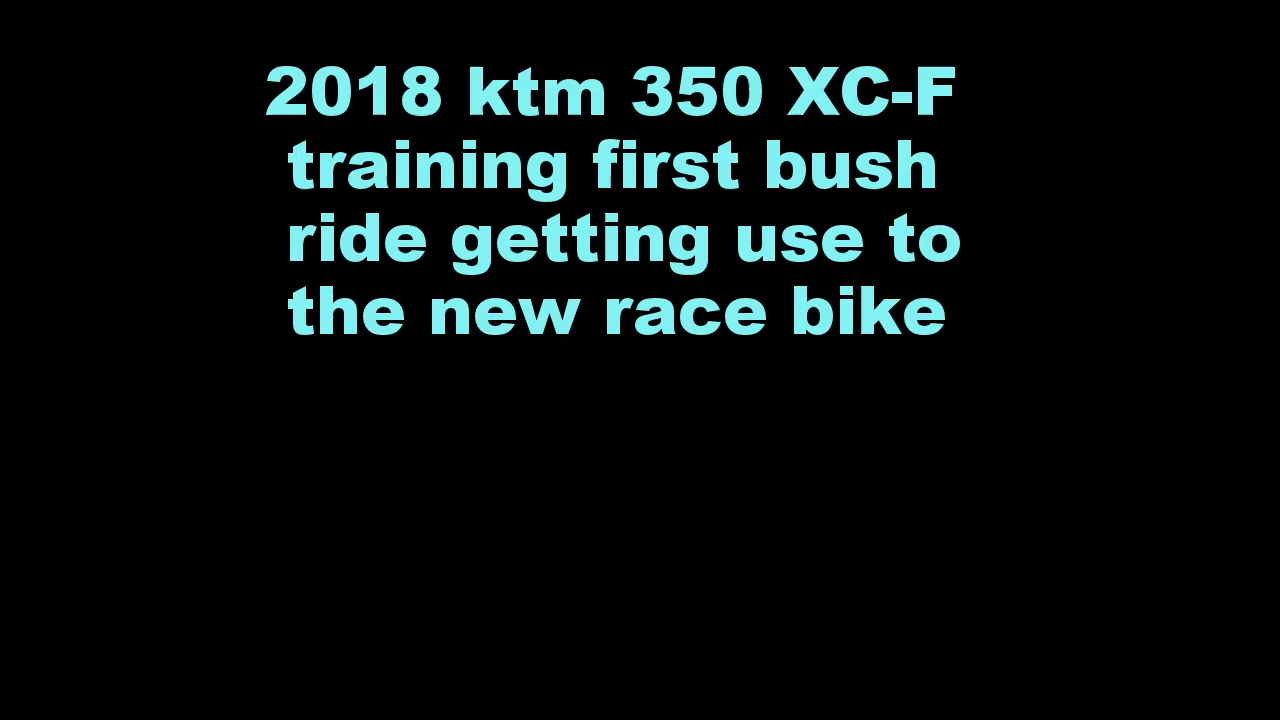 2018 ktm 350 XC-F
training first bush
ride getting use to
the new race bike